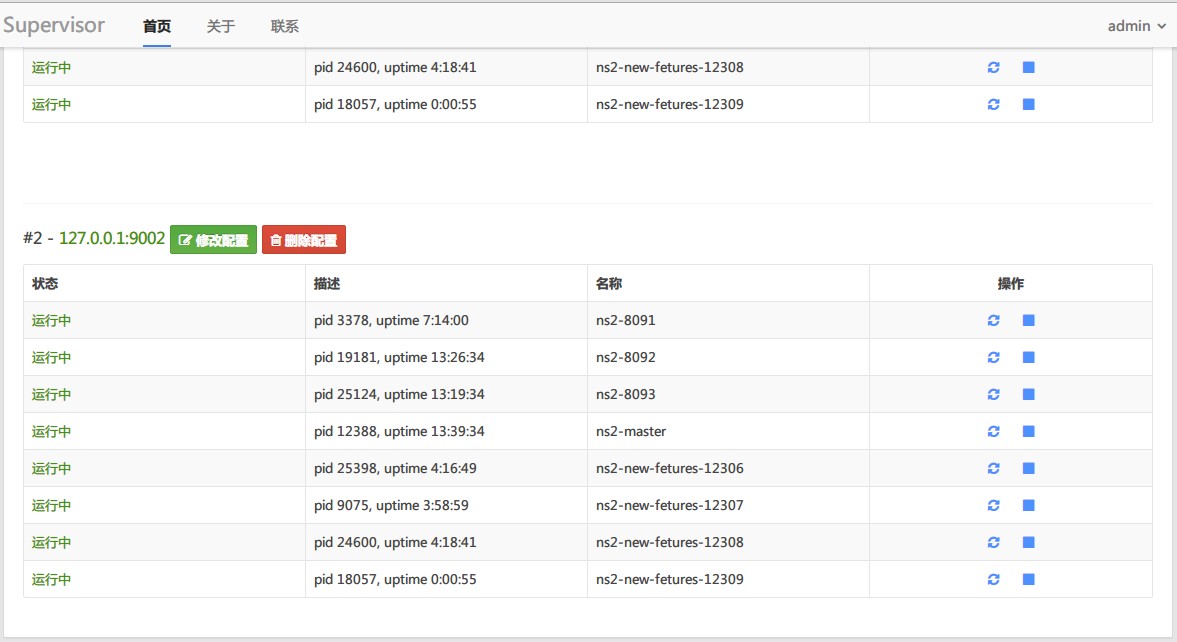 Supervisor 首页 关于 联系 admin
运行中 pid 24600, uptime 4:18:41 ns2-new-fetures-12308
运行中 pid 18057, uptime 0:00:55 ns2-new-fetures-12309
#2 - 127.0.0.1:9002 修改配置 删除配置
状态 描述 名称 操作
运行中 pid 3378, uptime 7:14:00 ns2-8091
运行中 pid 19181, uptime 13:26:34 ns2-8092
运行中 pid 25124, uptime 13:19:34 ns2-8093
运行中 pid 12388, uptime 13:39:34 ns2-master
运行中 pid 25398, uptime 4:16:49 ns2-new-fetures-12306
运行中 pid 9075, uptime 3:58:59 ns2-new-fetures-12307
运行中 pid 24600, uptime 4:18:41 ns2-new-fetures-12308
运行中 pid 18057, uptime 0:00:55 ns2-new-fetures-12309